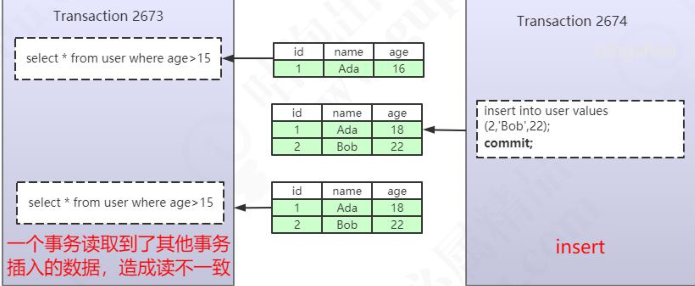 Transaction 2673
Transaction 2674
select * from user where age>15
id name age
1 Ada 16
id name age
1 Ada 18
2 Bob 22
insert into user values
(2,'Bob',22);
commit;
select * from user where age>15
id name age
1 Ada 18
2 Bob 22
一个事务读取到了其他事务
插入的数据，造成读不一致
insert